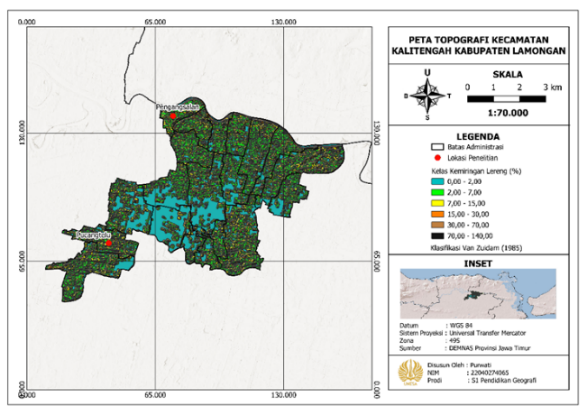 0.000
65.000
130.000
PETA TOPOGRAFI KECAMATAN
KALITENGAH KABUPATEN LAMONGAN
U
B
T
S
SKALA
0 1 2 3 km
1:70.000
LEGENDA
Batas Administrasi
Lokasi Penelitian
Kelas Kemiringan Lereng (%)
0,00 - 2,00
2,00 - 7,00
7,00 - 15,00
15,00 - 30,00
30,00 - 70,00
70,00 - 140,00
Klasifikasi Van Zuidam (1985)
INSET
Datum : WGS 84
Sistem Proyeksi : Universal Transfer Mercator
Zona : 49S
Sumber : DEMNAS Provinsi Jawa Timur
Disusun Oleh : Purwati
NIM : 22040274065
Prodi : S1 Pendidikan Geografi
Pengangsalan
Pucangtelu
130.000
130.000
65.000
65.000
0.000
65.000
130.000
0.000